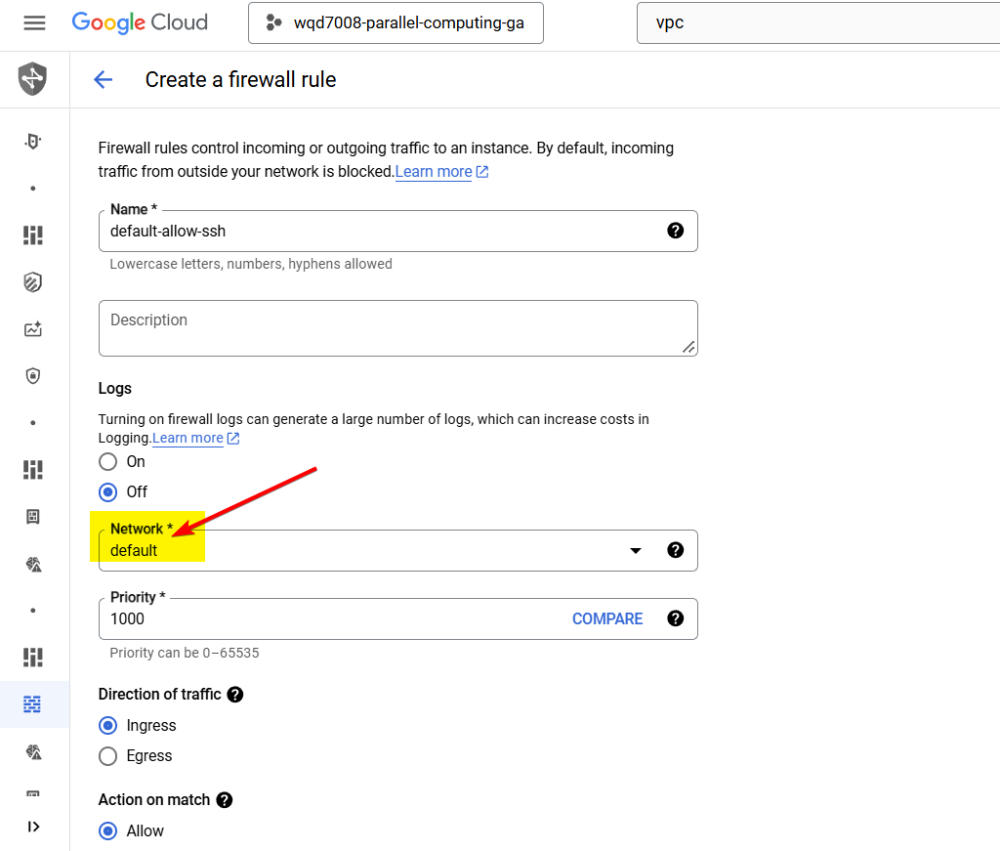 Google Cloud
wqd7008-parallel-computing-ga
vpc
Create a firewall rule
Firewall rules control incoming or outgoing traffic to an instance. By default, incoming
traffic from outside your network is blocked.Learn more
Name *
default-allow-ssh
Lowercase letters, numbers, hyphens allowed
Description
Logs
Turning on firewall logs can generate a large number of logs, which can increase costs in
Logging.Learn more
On
Off
Network *
default
Priority *
1000
COMPARE
Priority can be 0–65535
Direction of traffic
Ingress
Egress
Action on match
Allow